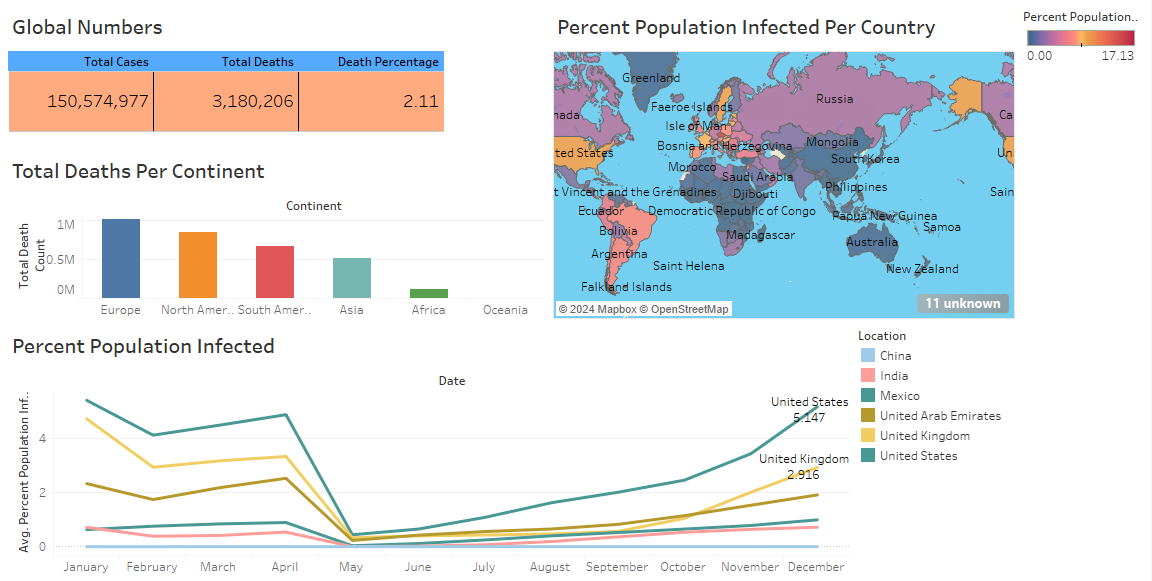 Global Numbers
Total Cases Total Deaths Death Percentage
150,574,977 3,180,206 2.11
Total Deaths Per Continent
Continent
Total Death
Count
1M
0.5M
0M
Europe North Amer.. South Amer.. Asia Africa Oceania
Percent Population Infected Per Country
Greenland
Russia
Faeroe Islands
nada
Ca
Isle of Man
Bosnia and Herzegovina
Mongolia
ted States
South Korea
Un
Morocco
Saudi Arabia
Philippines
t Vincent and the Grenadines
Djibouti
Sain
Ecuador
Democratic Republic of Congo
Papua New Guinea
Samoa
Bolivia
Madagascar
Australia
Argentina
Saint Helena
New Zealand
Falkland Islands
© 2024 Mapbox © OpenStreetMap
11 unknown
Percent Population..
0.00 17.13
Percent Population Infected
Date
Avg. Percent Population Inf..
4
2
0
United States
5.147
United Kingdom
2.916
January February March April May June July August September October November December
Location
China
India
Mexico
United Arab Emirates
United Kingdom
United States